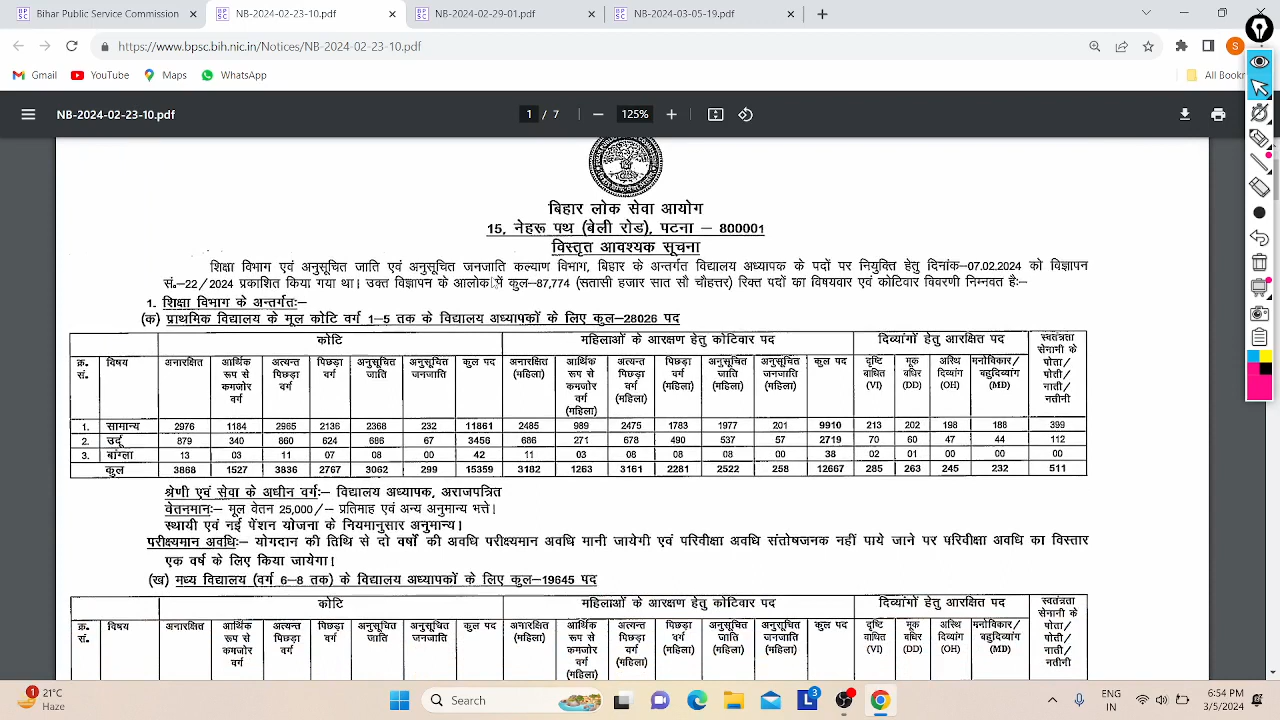 Bihar Public Service Commission
NB-2024-02-23-10.pdf
NB-2024-02-29-01.pdf
NB-2024-03-05-19.pdf
https://www.bpsc.bih.nic.in/Notices/NB-2024-02-23-10.pdf
S
Gmail YouTube Maps WhatsApp All Bookr
NB-2024-02-23-10.pdf 1 / 7 125%
बिहार लोक सेवा आयोग
15, नेहरू पथ (बेली रोड), पटना – 800001
विस्तृत आवश्यक सूचना
शिक्षा विभाग एवं अनुसूचित जाति एवं अनुसूचित जनजाति कल्याण विभाग, बिहार के अन्तर्गत विद्यालय अध्यापक के पदों पर नियुक्ति हेतु दिनांक-07.02.2024 को विज्ञापन
सं.-22/2024 प्रकाशित किया गया था। उक्त विज्ञापन के आलोक में कुल-87,774 (सतासी हजार सात सौ चौहत्तर) रिक्त पदों का विषयवार एवं कोटिवार विवरणी निम्नवत है:-
1. शिक्षा विभाग के अन्तर्गत:-
(क) प्राथमिक विद्यालय के मूल कोटि वर्ग 1-5 तक के विद्यालय अध्यापकों के लिए कुल-28026 पद
कोटि महिलाओं के आरक्षण हेतु कोटिवार पद दिव्यांगों हेतु आरक्षित पद स्वतंत्रता सेनानी के पोता/ पोती/ नाती/ नतीनी
क्र. सं. विषय अनारक्षित आर्थिक रूप से कमजोर वर्ग अत्यन्त पिछड़ा वर्ग पिछड़ा वर्ग अनुसूचित जाति अनुसूचित जनजाति कुल पद अनारक्षित (महिला) आर्थिक रूप से कमजोर वर्ग (महिला) अत्यन्त पिछड़ा वर्ग (महिला) पिछड़ा वर्ग (महिला) अनुसूचित जाति (महिला) अनुसूचित जनजाति (महिला) कुल पद दृष्टि बाधित (VI) मूक बधिर (DD) अस्थि दिव्यांग (OH) मनोविकार/ बहुदिव्यांग (MD)
1. सामान्य 2976 1184 2965 2136 2368 232 11861 2485 989 2475 1783 1977 201 9910 213 202 198 188 399
2. उर्दू 879 340 860 624 686 67 3456 686 271 678 490 537 57 2719 70 60 47 44 112
3. बांग्ला 13 03 11 07 08 00 42 11 03 08 08 08 00 38 02 01 00 00 00
कुल 3868 1527 3836 2767 3062 299 15359 3182 1263 3161 2281 2522 258 12667 285 263 245 232 511
श्रेणी एवं सेवा के अधीन वर्ग:- विद्यालय अध्यापक, अराजपत्रित
वेतनमान:- मूल वेतन 25,000/- प्रतिमाह एवं अन्य अनुमान्य भत्ते।
स्थायी एवं नई पेंशन योजना के नियमानुसार अनुमान्य।
परीक्ष्यमान अवधि:- योगदान की तिथि से दो वर्षों की अवधि परीक्ष्यमान अवधि मानी जायेगी एवं परिवीक्षा अवधि संतोषजनक नहीं पाये जाने पर परिवीक्षा अवधि का विस्तार
एक वर्ष के लिए किया जायेगा।
(ख) मध्य विद्यालय (वर्ग 6-8 तक) के विद्यालय अध्यापकों के लिए कुल-19645 पद
कोटि महिलाओं के आरक्षण हेतु कोटिवार पद दिव्यांगों हेतु आरक्षित पद स्वतंत्रता सेनानी के पोता/ पोती/ नाती/ नतीनी
क्र. सं. विषय अनारक्षित आर्थिक रूप से कमजोर वर्ग अत्यन्त पिछड़ा वर्ग पिछड़ा वर्ग अनुसूचित जाति अनुसूचित जनजाति कुल पद अनारक्षित (महिला) आर्थिक रूप से कमजोर वर्ग (महिला) अत्यन्त पिछड़ा वर्ग (महिला) पिछड़ा वर्ग (महिला) अनुसूचित जाति (महिला) अनुसूचित जनजाति (महिला) कुल पद दृष्टि बाधित (VI) मूक बधिर (DD) अस्थि दिव्यांग (OH) मनोविकार/ बहुदिव्यांग (MD)
1 21°C Search L 3 ENG 6:54 PM
Haze IN 3/5/2024